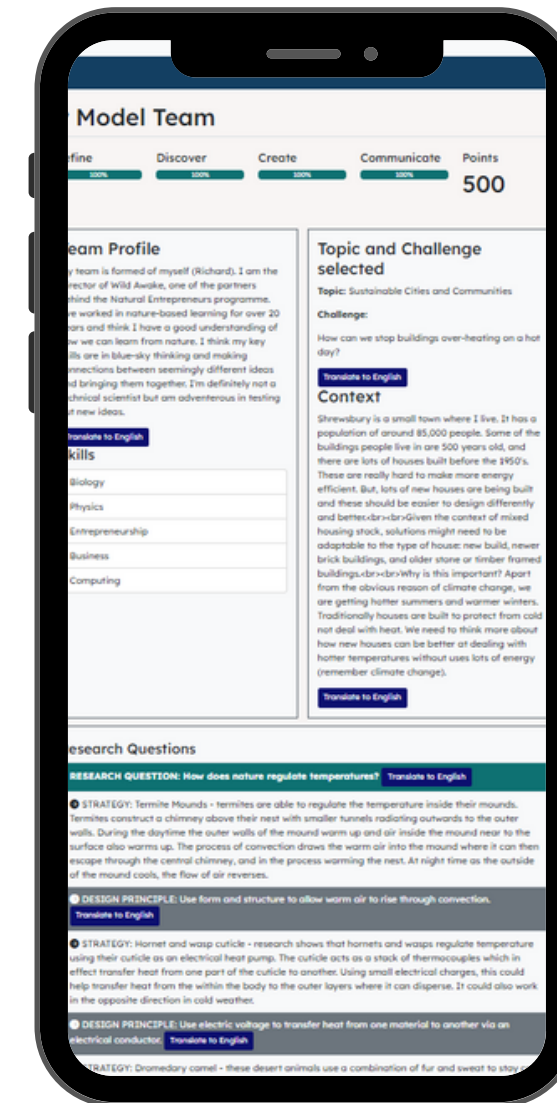 Model Team
fine
Discover
Create
Communicate
Points
100%
100%
100%
100%
500
eam Profile
y team is formed of myself (Richard). I am the
irector of Wild Awake, one of the partners
ehind the Natural Entrepreneurs programme.
ve worked in nature-based learning for over 20
ears and think I have a good understanding of
ow we can learn from nature. I think my key
ills are in blue-sky thinking and making
onnections between seemingly different ideas
nd bringing them together. I'm definitely not a
chnical scientist but am adventerous in testing
ut new ideas.
Translate to English
kills
Biology
Physics
Entrepreneurship
Business
Computing
Topic and Challenge
selected
Topic: Sustainable Cities and Communities
Challenge:
How can we stop buildings over-heating on a hot
day?
Translate to English
Context
Shrewsbury is a small town where I live. It has a
population of around 85,000 people. Some of the
buildings people live in are 500 years old, and
there are lots of houses built before the 1950's.
These are really hard to make more energy
efficient. But, lots of new houses are being built
and these should be easier to design differently
and better.<br><br>Given the context of mixed
housing stock, solutions might need to be
adaptable to the type of house: new build, newer
brick buildings, and older stone or timber framed
buildings.<br><br>Why is this important? Apart
from the obvious reason of climate change, we
are getting hotter summers and warmer winters.
Traditionally houses are built to protect from cold
not deal with heat. We need to think more about
how new houses can be better at dealing with
hotter temperatures without uses lots of energy
(remember climate change).
Translate to English
esearch Questions
RESEARCH QUESTION: How does nature regulate temperatures? Translate to English
STRATEGY: Termite Mounds - termites are able to regulate the temperature inside their mounds.
Termites construct a chimney above their nest with smaller tunnels radiating outwards to the outer
walls. During the daytime the outer walls of the mound warm up and air inside the mound near to the
surface also warms up. The process of convection draws the warm air into the mound where it can then
escape through the central chimney, and in the process warming the nest. At night time as the outside
of the mound cools, the flow of air reverses.
DESIGN PRINCIPLE: Use form and structure to allow warm air to rise through convection.
Translate to English
STRATEGY: Hornet and wasp cuticle - research shows that hornets and wasps regulate temperature
using their cuticle as an electrical heat pump. The cuticle acts as a stack of thermocouples which in
effect transfer heat from one part of the cuticle to another. Using small electrical charges, this could
help transfer heat from the within the body to the outer layers where it can disperse. It could also work
in the opposite direction in cold weather.
DESIGN PRINCIPLE: Use electric voltage to transfer heat from one material to another via an
electrical conductor. Translate to English
STRATEGY: Dromedary camel - these desert animals use a combination of fur and sweat to stay